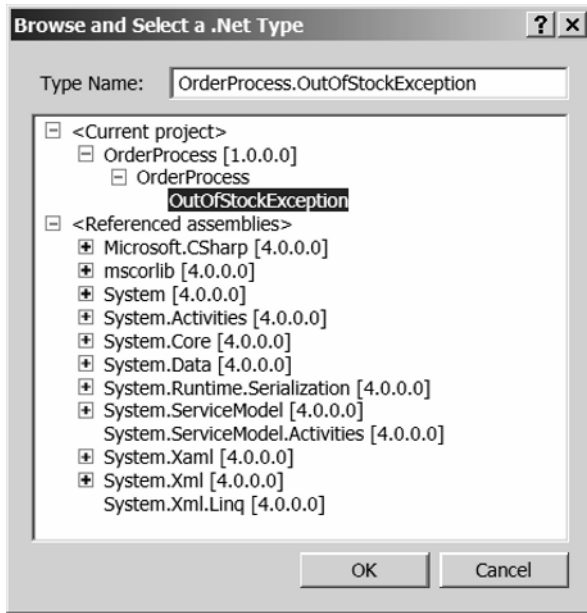 Browse and Select a .Net Type ? ×
Type Name: OrderProcess.OutOfStockException
<Current project>
OrderProcess [1.0.0.0]
OrderProcess
OutOfStockException
<Referenced assemblies>
Microsoft.CSharp [4.0.0.0]
mscorlib [4.0.0.0]
System [4.0.0.0]
System.Activities [4.0.0.0]
System.Core [4.0.0.0]
System.Data [4.0.0.0]
System.Runtime.Serialization [4.0.0.0]
System.ServiceModel [4.0.0.0]
System.ServiceModel.Activities [4.0.0.0]
System.Xaml [4.0.0.0]
System.Xml [4.0.0.0]
System.Xml.Linq [4.0.0.0]
OK Cancel